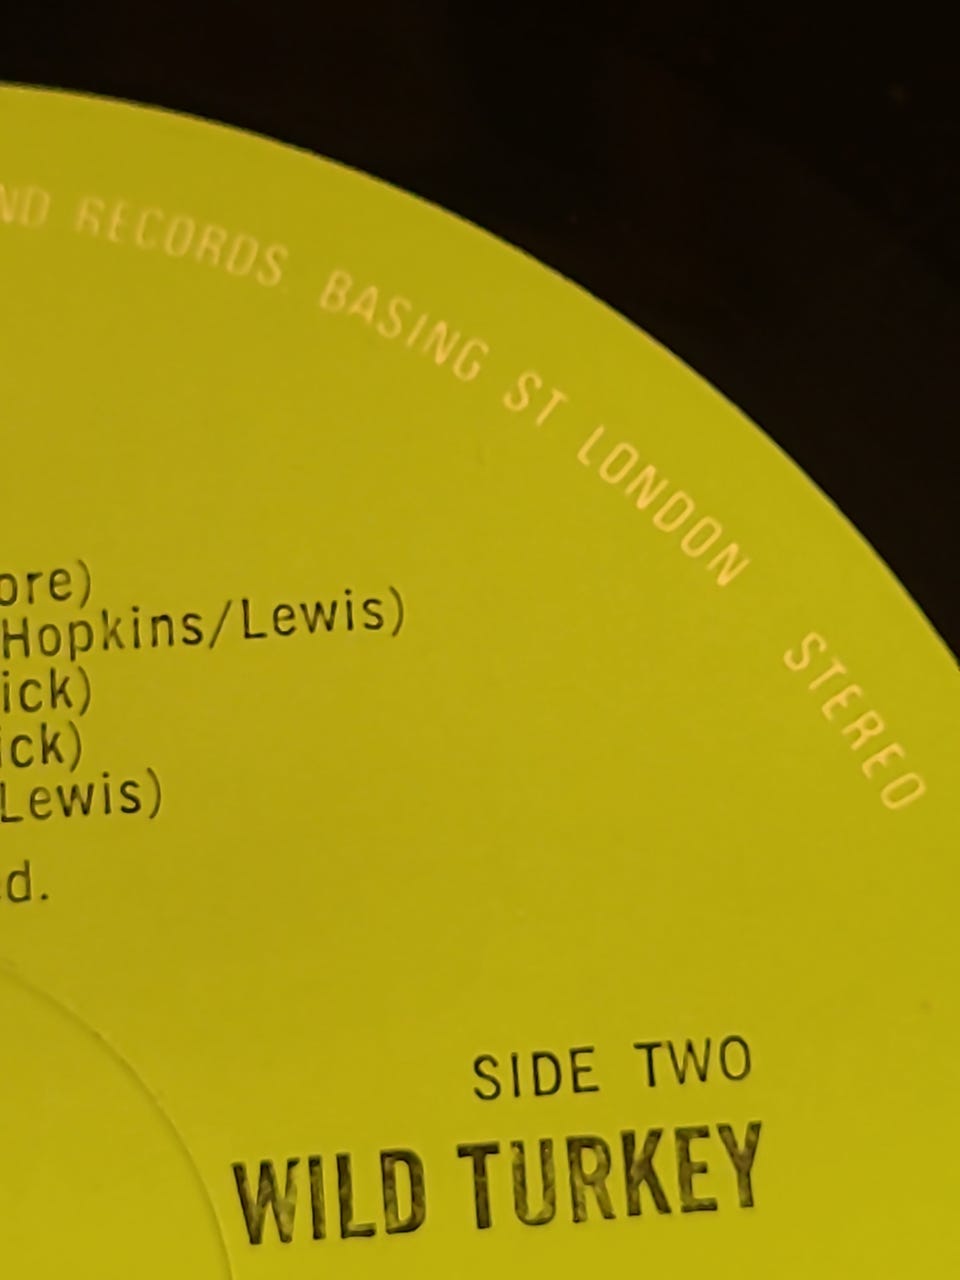 ND RECORDS BASING ST LONDON STEREO
ore)
Hopkins/Lewis)
ick)
ick)
Lewis)
d.
SIDE TWO
WILD TURKEY